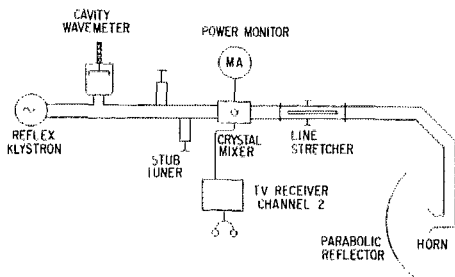 CAVITY
WAVEMETER
POWER MONITOR
MA
REFLEX
KLYSTRON
STUB
TUNER
CRYSTAL
MIXER
LINE
STRETCHER
TV RECEIVER
CHANNEL 2
PARABOLIC
REFLECTOR
HORN